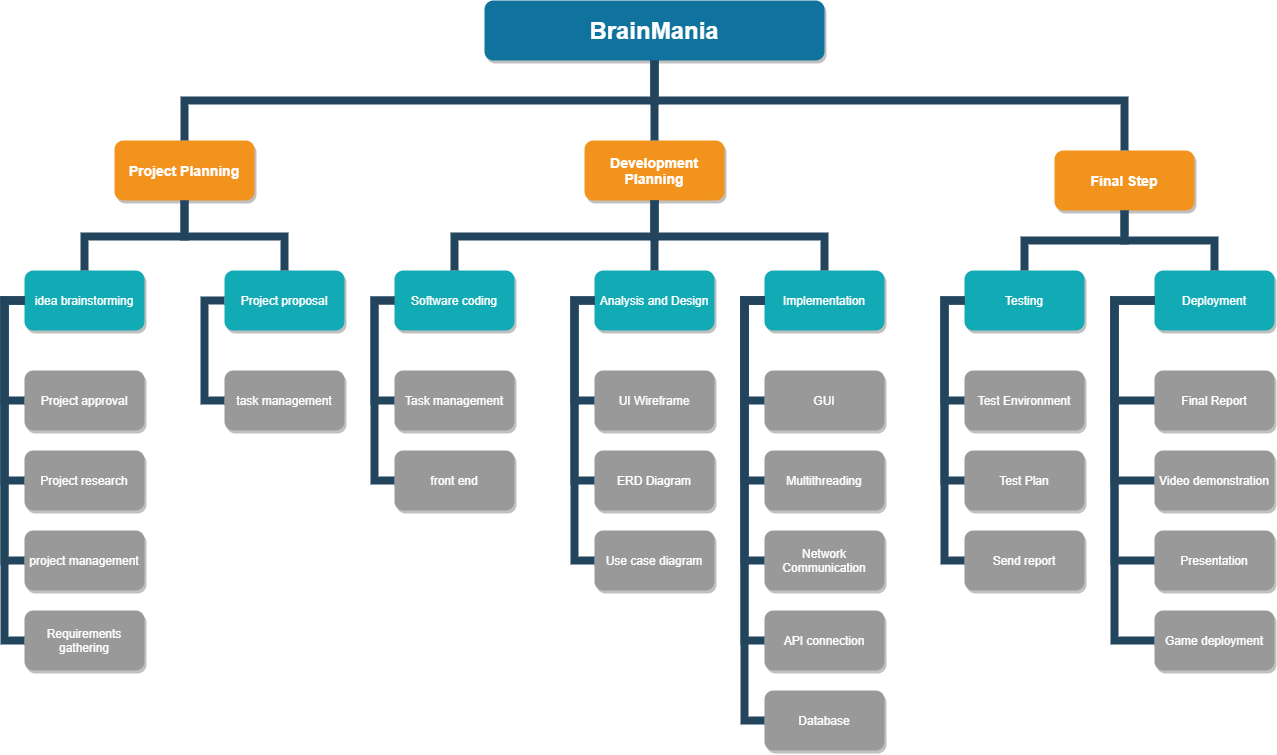 BrainMania
Project Planning
Development
Planning
Final Step
idea brainstorming
Project proposal
Software coding
Analysis and Design
Implementation
Testing
Deployment
Project approval
task management
Task management
UI Wireframe
GUI
Test Environment
Final Report
Project research
front end
ERD Diagram
Multithreading
Test Plan
Video demonstration
project management
Use case diagram
Network
Communication
Send report
Presentation
Requirements
gathering
API connection
Game deployment
Database